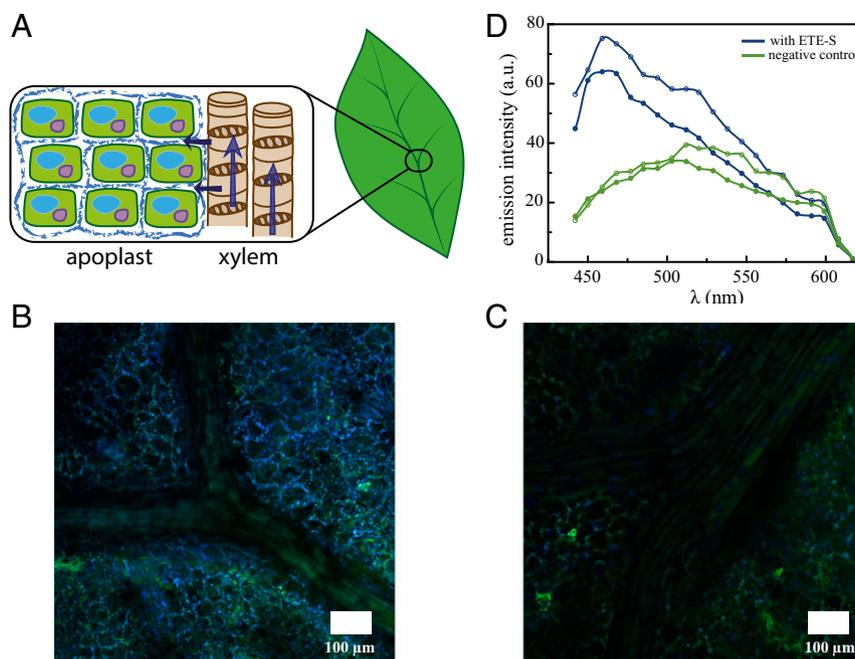 A
apoplast
xylem
D
emission intensity (a.u.)
80
60
40
20
0
450
500
550
600
λ (nm)
with ETE-S
negative contro
B
100 µm
C
100 µm